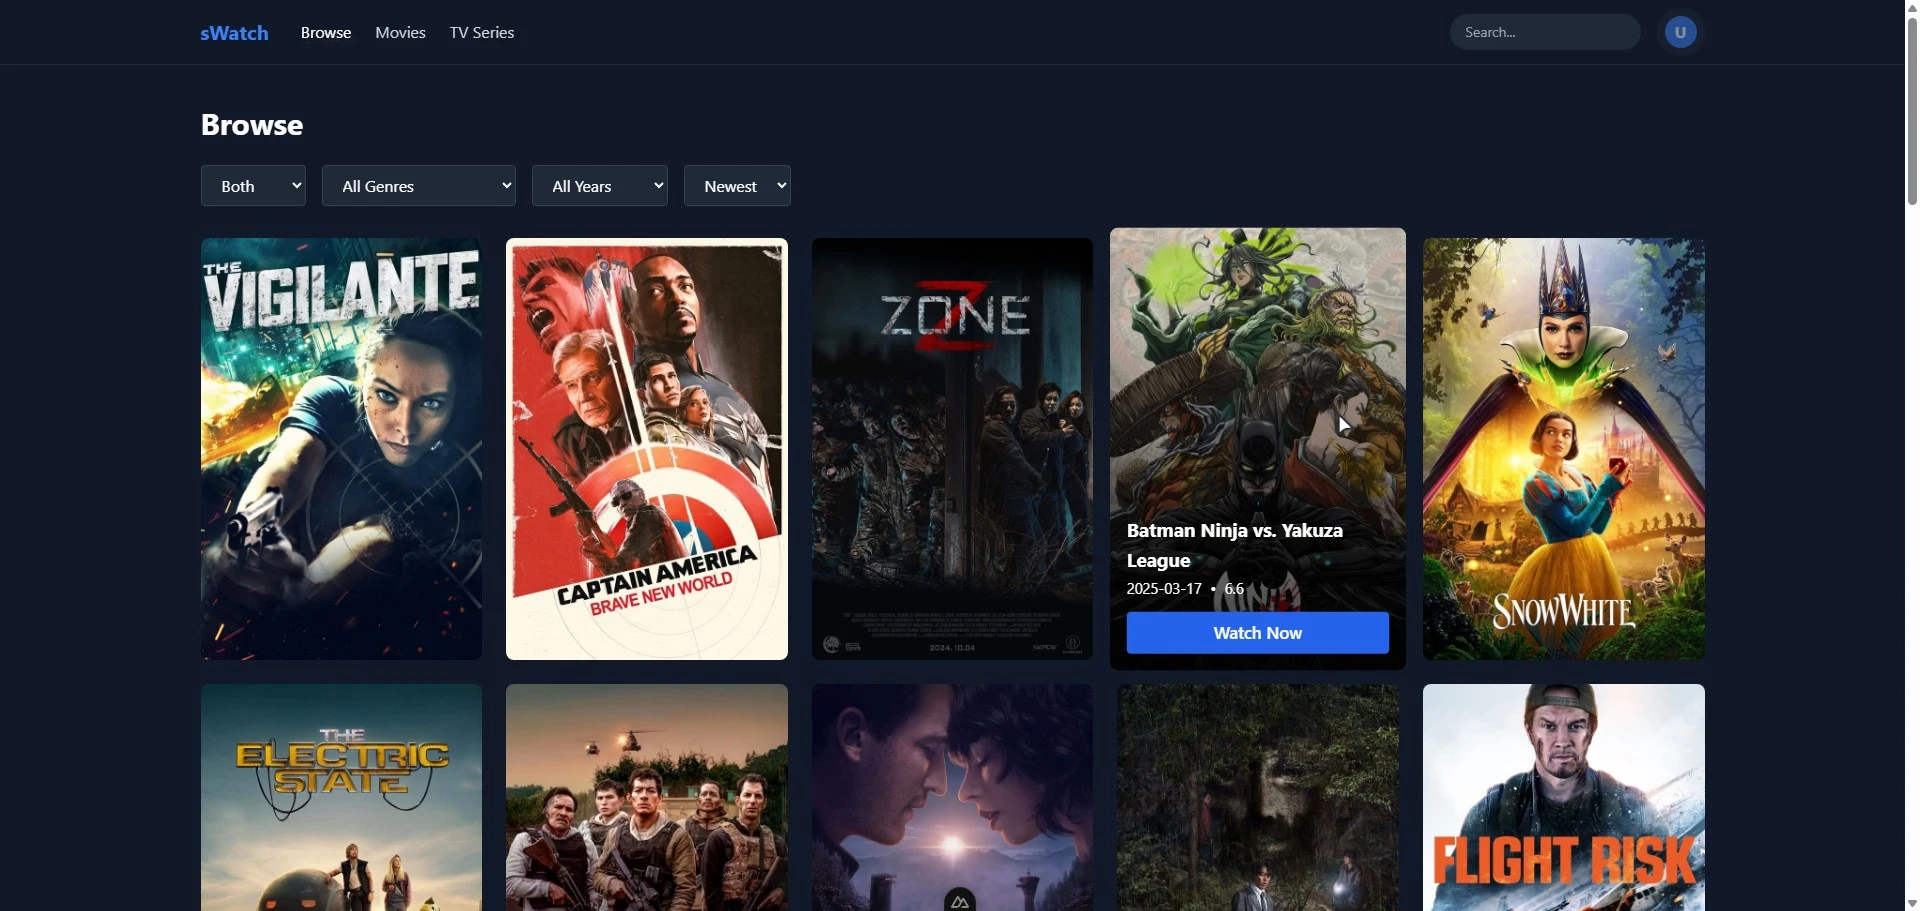 sWatch
Browse
Movies
TV Series
Search...
U
Browse
Both
All Genres
All Years
Newest
THE
VIGILANTE
CAPTAIN AMERICA
BRAVE NEW WORLD
Z
ZONE
2024.10.04
Batman Ninja vs. Yakuza
League
2025-03-17 • 6.6
Watch Now
SNOW WHITE
THE
ELECTRIC
STATE
FLIGHT RISK